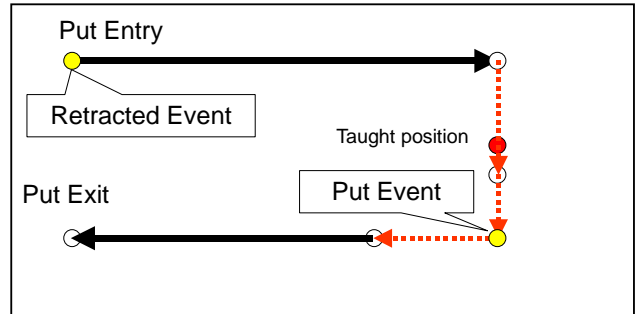 Put Entry
Retracted Event
Taught position
Put Exit
Put Event